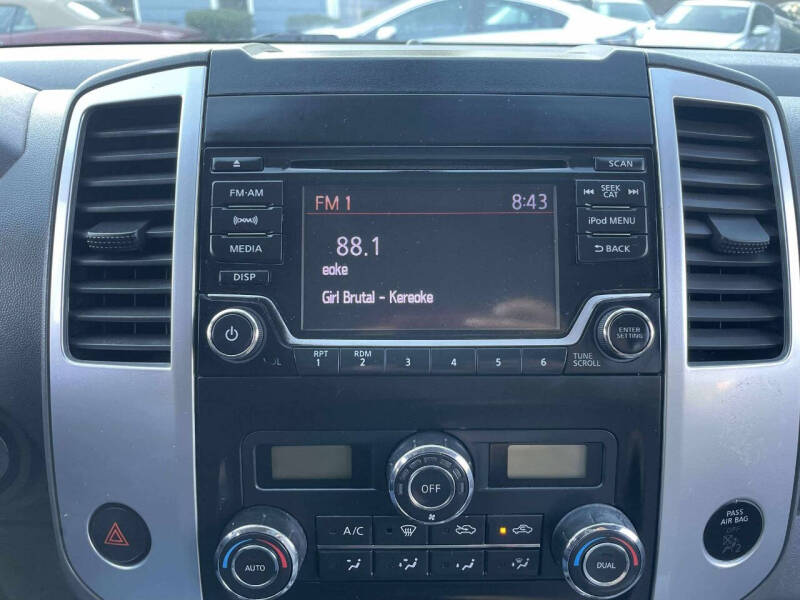 SCAN
FM·AM
FM 1
8:43
SEEK
CAT
XM
88.1
iPod MENU
MEDIA
BACK
eoke
DISP
Girl Brutal - Kereoke
ENTER
SETTING
RPT
1
RDM
2
3
4
5
6
TUNE
SCROLL
OFF
PASS
AIR BAG
OFF
A/C
AUTO
DUAL